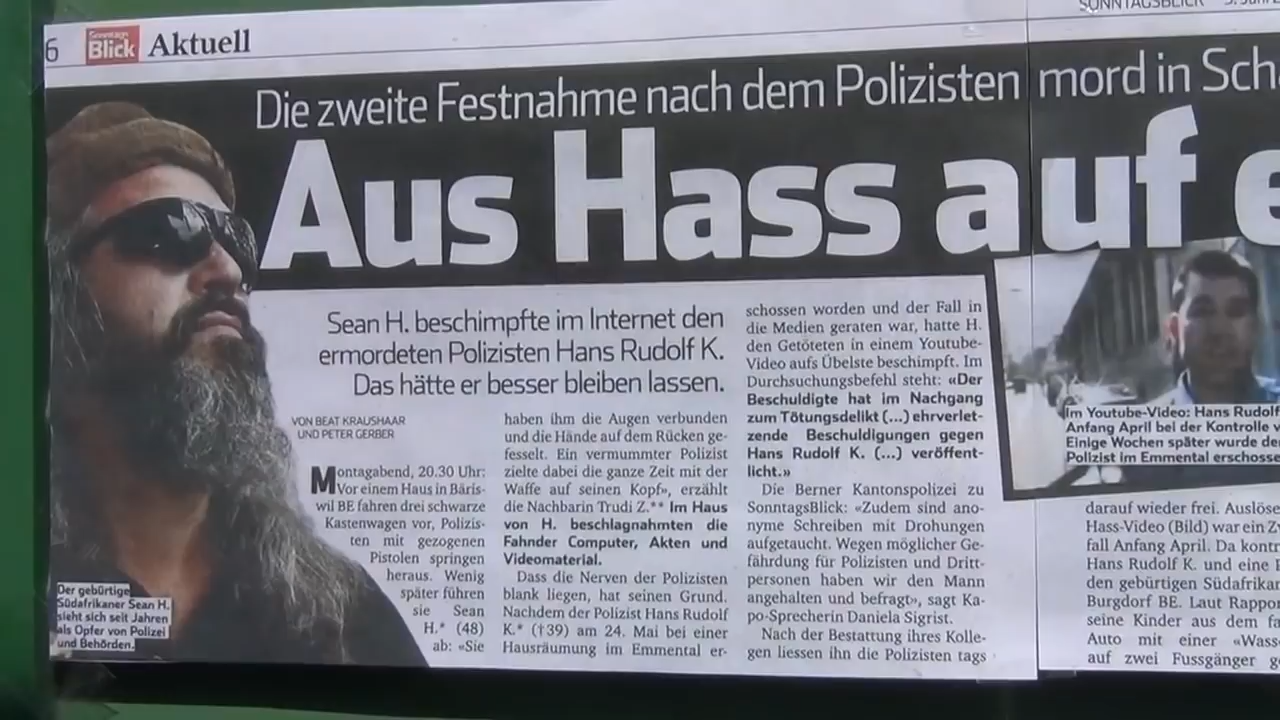 6 Sonntags Blick Aktuell
SONNTAGSBLICK
Die zweite Festnahme nach dem Polizisten mord in Sch
Aus Hass auf e
Sean H. beschimpfte im Internet den
ermordeten Polizisten Hans Rudolf K.
Das hätte er besser bleiben lassen.
VON BEAT KRAUSHAAR
UND PETER GERBER
Montagabend, 20.30 Uhr:
Vor einem Haus in Bäris-
wil BE fahren drei schwarze
Kastenwagen vor, Polizis-
ten mit gezogenen
Pistolen springen
heraus. Wenig
später führen
sie Sean
H.* (48)
ab: «Sie
haben ihm die Augen verbunden
und die Hände auf dem Rücken ge-
fesselt. Ein vermummter Polizist
zielte dabei die ganze Zeit mit der
Waffe auf seinen Kopf», erzählt
die Nachbarin Trudi Z.** Im Haus
von H. beschlagnahmten die
Fahnder Computer, Akten und
Videomaterial.
Dass die Nerven der Polizisten
blank liegen, hat seinen Grund.
Nachdem der Polizist Hans Rudolf
K.* (†39) am 24. Mai bei einer
Hausräumung im Emmental er-
schossen worden und der Fall in
die Medien geraten war, hatte H.
den Getöteten in einem Youtube-
Video aufs Übelste beschimpft. Im
Durchsuchungsbefehl steht: «Der
Beschuldigte hat im Nachgang
zum Tötungsdelikt (...) ehrverlet-
zende Beschuldigungen gegen
Hans Rudolf K. (...) veröffent-
licht.»
Die Berner Kantonspolizei zu
SonntagsBlick: «Zudem sind ano-
nyme Schreiben mit Drohungen
aufgetaucht. Wegen möglicher Ge-
fährdung für Polizisten und Dritt-
personen haben wir den Mann
angehalten und befragt», sagt Ka-
po-Sprecherin Daniela Sigrist.
Nach der Bestattung ihres Kolle-
gen liessen ihn die Polizisten tags
Im Youtube-Video: Hans Rudolf
Anfang April bei der Kontrolle v
Einige Wochen später wurde de
Polizist im Emmental erschosse
darauf wieder frei. Auslöse
Hass-Video (Bild) war ein Z
fall Anfang April. Da kontr
Hans Rudolf K. und eine
den gebürtigen Südafrikan
Burgdorf BE. Laut Rappo
seine Kinder aus dem fa
Auto mit einer «Wass
auf zwei Fussgänger g
Der gebürtige
Südafrikaner Sean H.
sieht sich seit Jahren
als Opfer von Polizei
und Behörden.